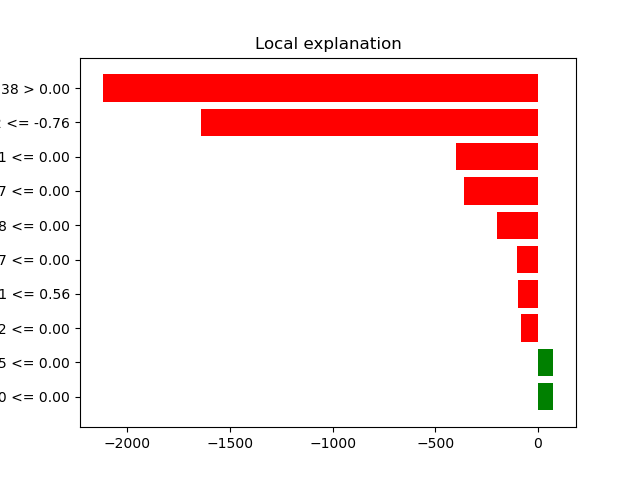 Local explanation
38 > 0.00
<= -0.76
1 <= 0.00
7 <= 0.00
8 <= 0.00
7 <= 0.00
1 <= 0.56
2 <= 0.00
5 <= 0.00
0 <= 0.00
−2000 −1500 −1000 −500 0